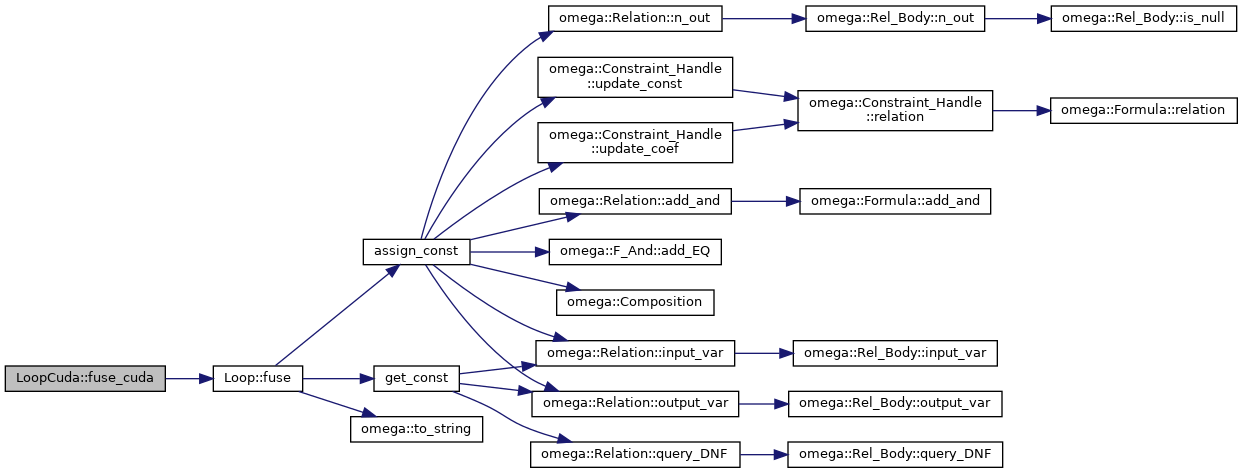 omega::Relation::n_out
omega::Rel_Body::n_out
omega::Rel_Body::is_null
omega::Constraint_Handle
::update_const
omega::Constraint_Handle
::relation
omega::Formula::relation
omega::Constraint_Handle
::update_coef
omega::Relation::add_and
omega::Formula::add_and
assign_const
omega::F_And::add_EQ
omega::Composition
omega::Relation::input_var
omega::Rel_Body::input_var
LoopCuda::fuse_cuda
Loop::fuse
get_const
omega::Relation::output_var
omega::Rel_Body::output_var
omega::to_string
omega::Relation::query_DNF
omega::Rel_Body::query_DNF